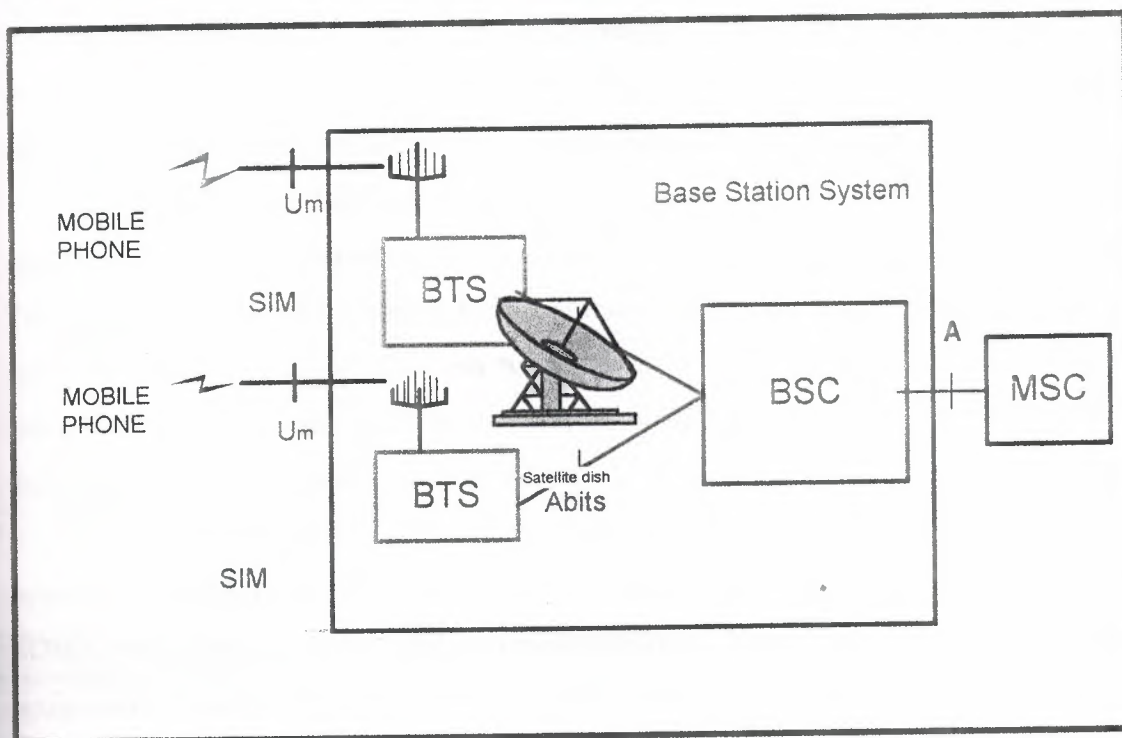 Base Station System
Um
MOBILE
PHONE
BTS
SIM
A
BSC
MSC
MOBILE
PHONE
Um
BTS
Satellite dish
Abits
SIM